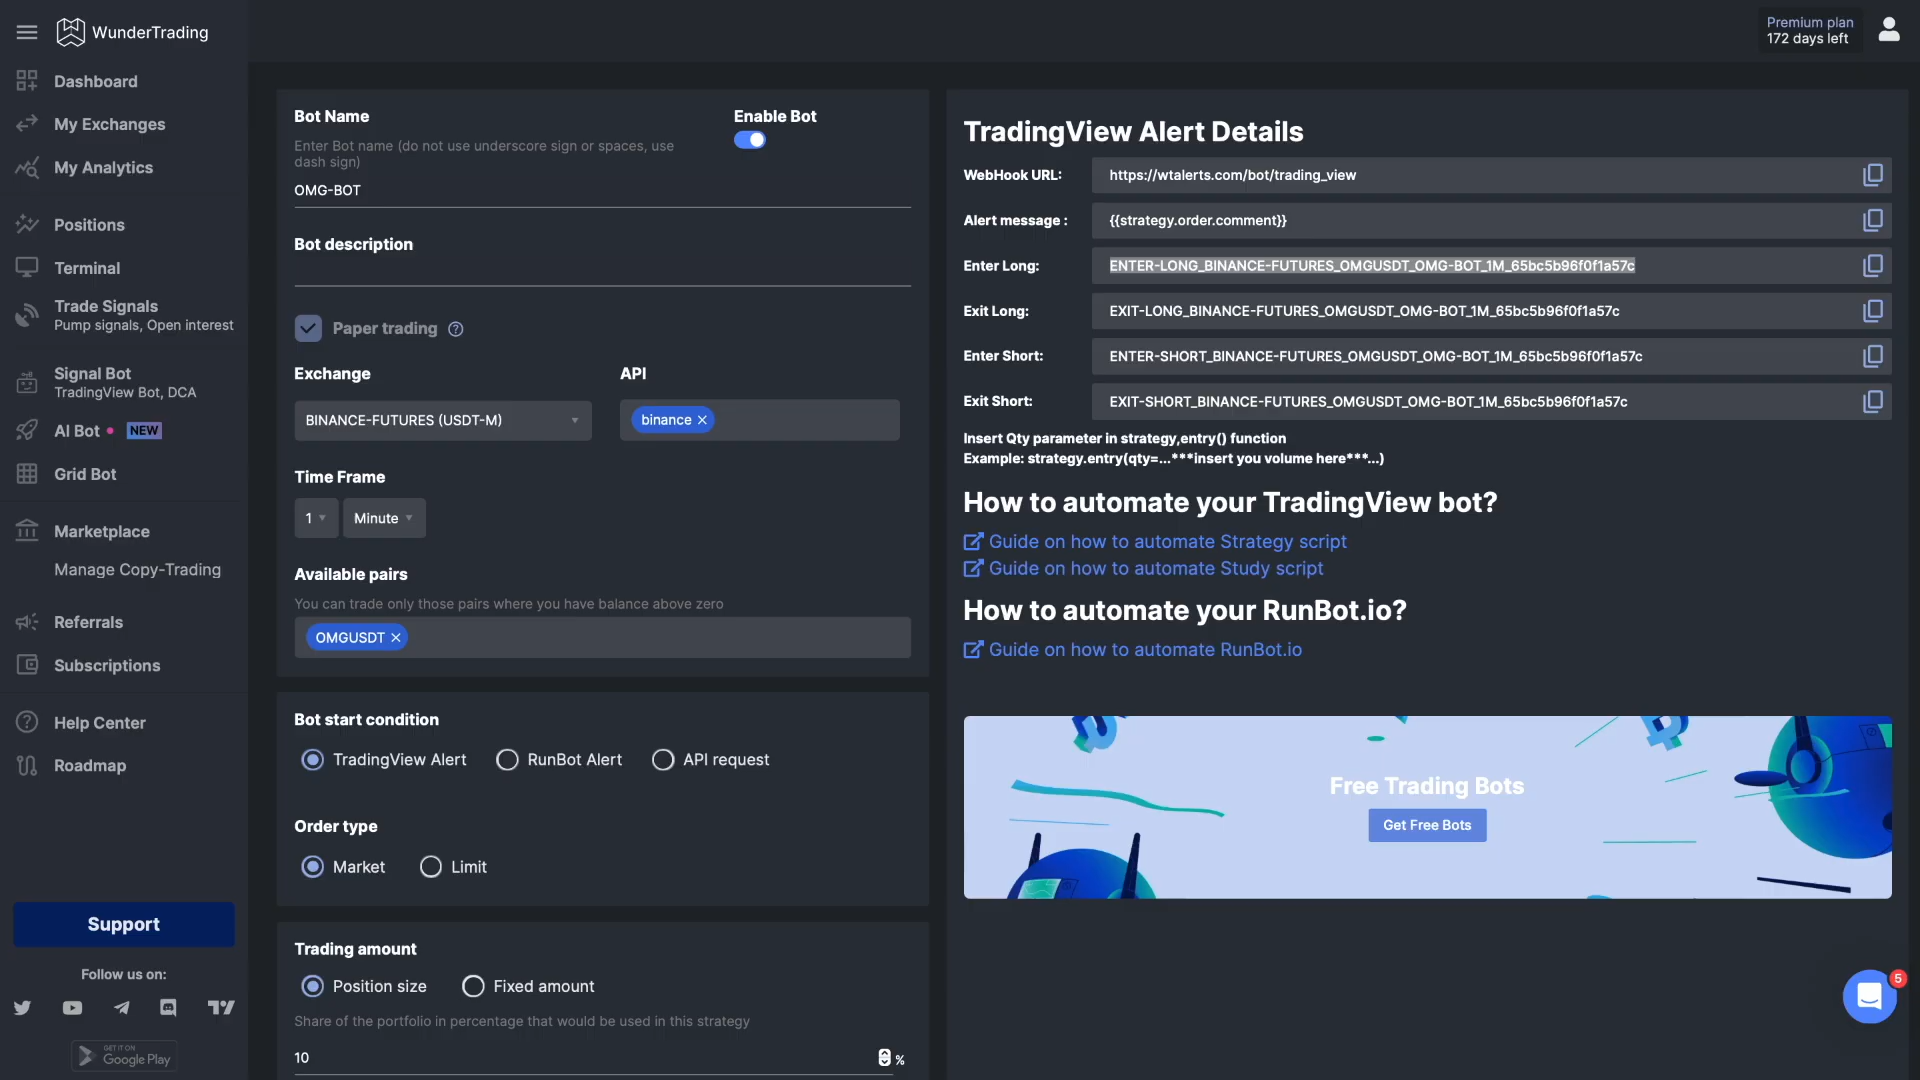 WunderTrading
Premium plan
172 days left
Dashboard
My Exchanges
My Analytics
Positions
Terminal
Trade Signals
Pump signals, Open interest
Signal Bot
TradingView Bot, DCA
AI Bot
NEW
Grid Bot
Marketplace
Manage Copy-Trading
Referrals
Subscriptions
Help Center
Roadmap
Support
Follow us on:
GET IT ON
Google Play
Bot Name
Enter Bot name (do not use underscore sign or spaces, use
dash sign)
OMG-BOT
Enable Bot
Bot description
Paper trading
Exchange
API
BINANCE-FUTURES (USDT-M)
binance
Time Frame
1
Minute
Available pairs
You can trade only those pairs where you have balance above zero
OMGUSDT
Bot start condition
TradingView Alert
RunBot Alert
API request
Order type
Market
Limit
Trading amount
Position size
Fixed amount
Share of the portfolio in percentage that would be used in this strategy
10
%
TradingView Alert Details
WebHook URL:
https://wtalerts.com/bot/trading_view
Alert message :
{{strategy.order.comment}}
Enter Long:
ENTER-LONG_BINANCE-FUTURES_OMGUSDT_OMG-BOT_1M_65bc5b96f0f1a57c
Exit Long:
EXIT-LONG_BINANCE-FUTURES_OMGUSDT_OMG-BOT_1M_65bc5b96f0f1a57c
Enter Short:
ENTER-SHORT_BINANCE-FUTURES_OMGUSDT_OMG-BOT_1M_65bc5b96f0f1a57c
Exit Short:
EXIT-SHORT_BINANCE-FUTURES_OMGUSDT_OMG-BOT_1M_65bc5b96f0f1a57c
Insert Qty parameter in strategy,entry() function
Example: strategy.entry(qty=...***insert you volume here***...)
How to automate your TradingView bot?
Guide on how to automate Strategy script
Guide on how to automate Study script
How to automate your RunBot.io?
Guide on how to automate RunBot.io
Free Trading Bots
Get Free Bots
5